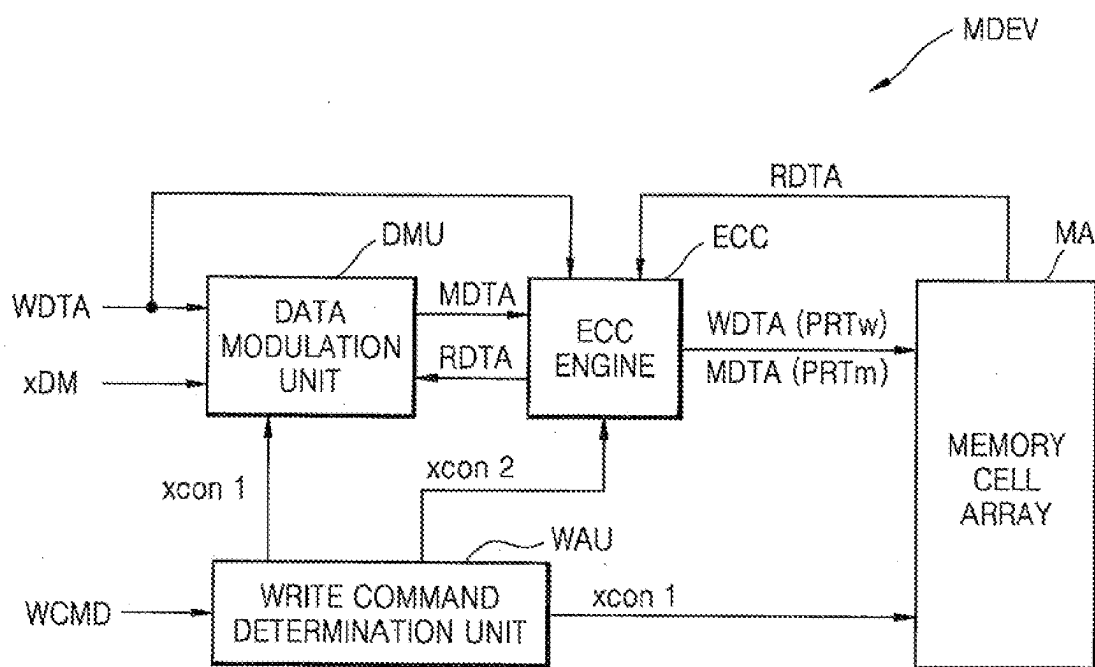 MDEV
RDTA
DMU
ECC
MA
WDTA
DATA
MODULATION
UNIT
MDTA
RDTA
ECC
ENGINE
WDTA (PRTw)
MDTA (PRTm)
xDM
MEMORY
CELL
ARRAY
xcon 1
xcon 2
WAU
WCMD
WRITE COMMAND
DETERMINATION UNIT
xcon 1